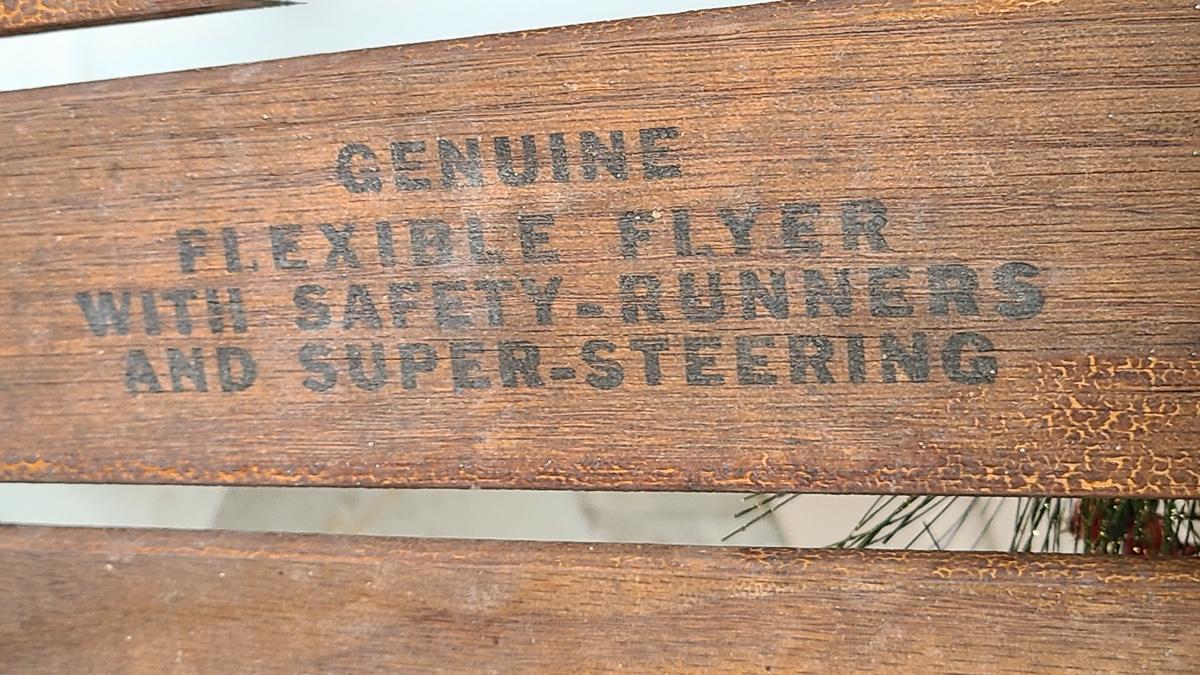 GENUINE
FLEXIBLE FLYER
WITH SAFETY-RUNNERS
AND SUPER-STEERING